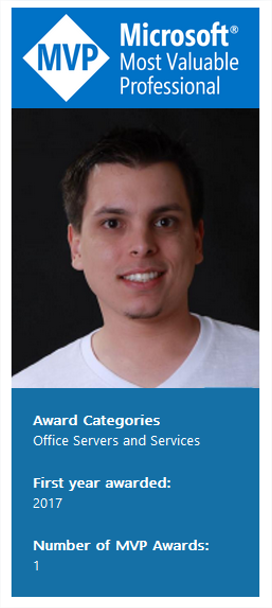 MVP
Microsoft®
Most Valuable
Professional
Award Categories
Office Servers and Services
First year awarded:
2017
Number of MVP Awards:
1